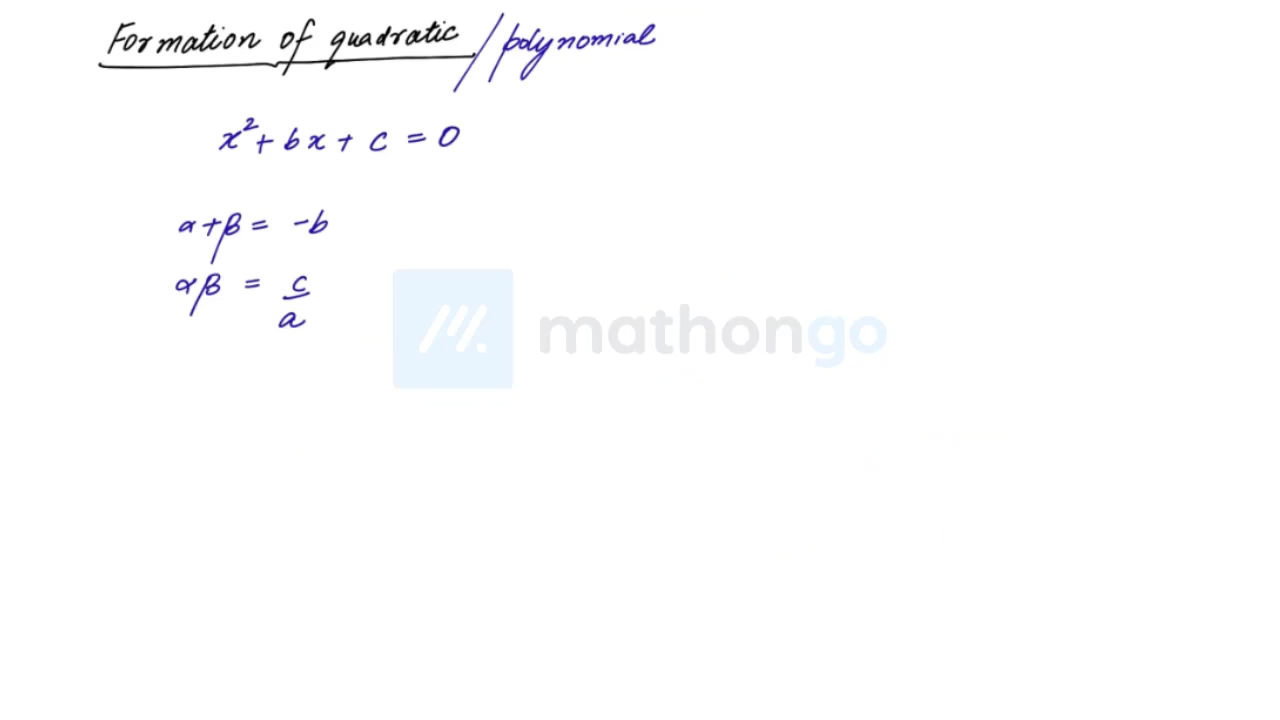 Formation of quadratic / polynomial
x² + bx + c = 0
α + β = -b
αβ = c/a
mathongo